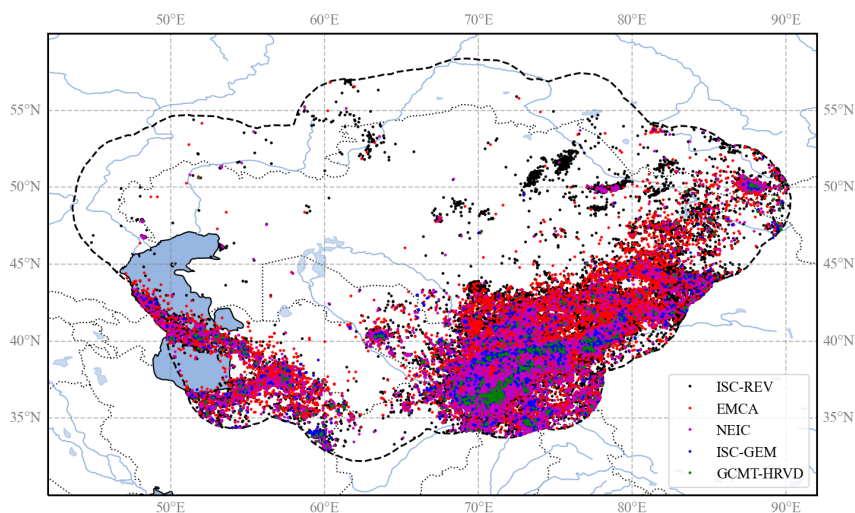 50°E 60°E 70°E 80°E 90°E
55°N 55°N
50°N 50°N
45°N 45°N
40°N 40°N
35°N 35°N
ISC-REV
EMCA
NEIC
ISC-GEM
GCMT-HRVD
50°E 60°E 70°E 80°E 90°E